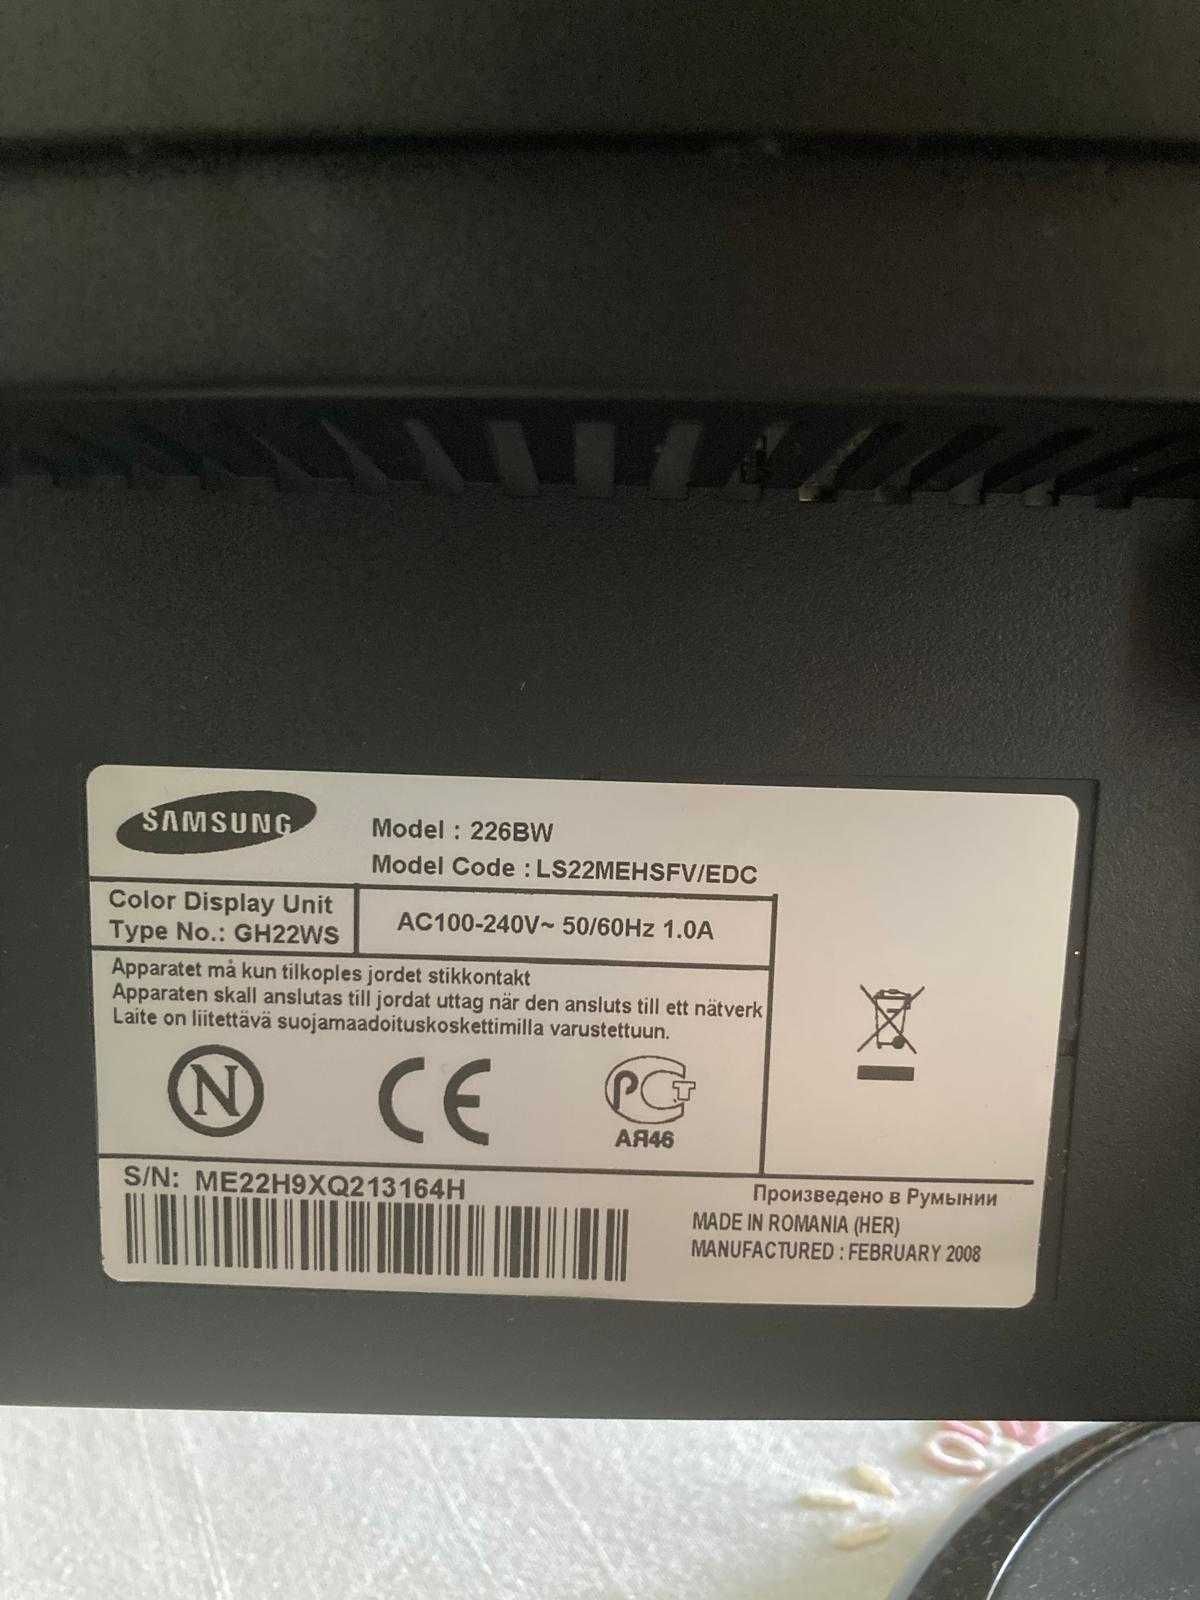 SAMSUNG
Model : 226BW
Model Code : LS22MEHSFV/EDC
Color Display Unit
Type No.: GH22WS
AC100-240V~ 50/60Hz 1.0A
Apparatet må kun tilkoples jordet stikkontakt
Apparaten skall anslutas till jordat uttag när den ansluts till ett nätverk
Laite on liitettävä suojamaadoituskoskettimilla varustettuun.
N
CE
РСТ
АЯ46
S/N: ME22H9XQ213164H
Произведено в Румынии
MADE IN ROMANIA (HER)
MANUFACTURED : FEBRUARY 2008